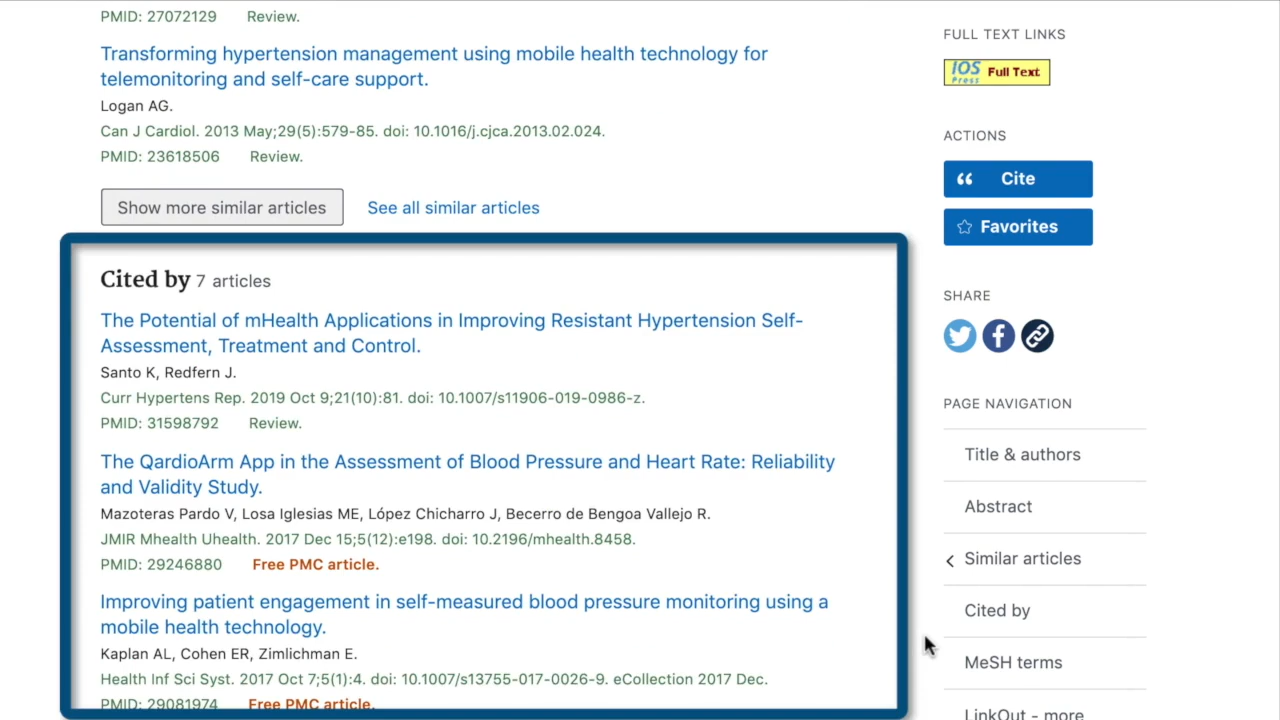 PMID: 27072129 Review.
Transforming hypertension management using mobile health technology for
telemonitoring and self-care support.
Logan AG.
Can J Cardiol. 2013 May;29(5):579-85. doi: 10.1016/j.cjca.2013.02.024.
PMID: 23618506 Review.
Show more similar articles See all similar articles
Cited by 7 articles
The Potential of mHealth Applications in Improving Resistant Hypertension Self-
Assessment, Treatment and Control.
Santo K, Redfern J.
Curr Hypertens Rep. 2019 Oct 9;21(10):81. doi: 10.1007/s11906-019-0986-z.
PMID: 31598792 Review.
The QardioArm App in the Assessment of Blood Pressure and Heart Rate: Reliability
and Validity Study.
Mazoteras Pardo V, Losa Iglesias ME, López Chicharro J, Becerro de Bengoa Vallejo R.
JMIR Mhealth Uhealth. 2017 Dec 15;5(12):e198. doi: 10.2196/mhealth.8458.
PMID: 29246880 Free PMC article.
Improving patient engagement in self-measured blood pressure monitoring using a
mobile health technology.
Kaplan AL, Cohen ER, Zimlichman E.
Health Inf Sci Syst. 2017 Oct 7;5(1):4. doi: 10.1007/s13755-017-0026-9. eCollection 2017 Dec.
PMID: 29081974 Free PMC article.
FULL TEXT LINKS
IOS Press Full Text
ACTIONS
Cite
Favorites
SHARE
PAGE NAVIGATION
Title & authors
Abstract
Similar articles
Cited by
MeSH terms
LinkOut - more